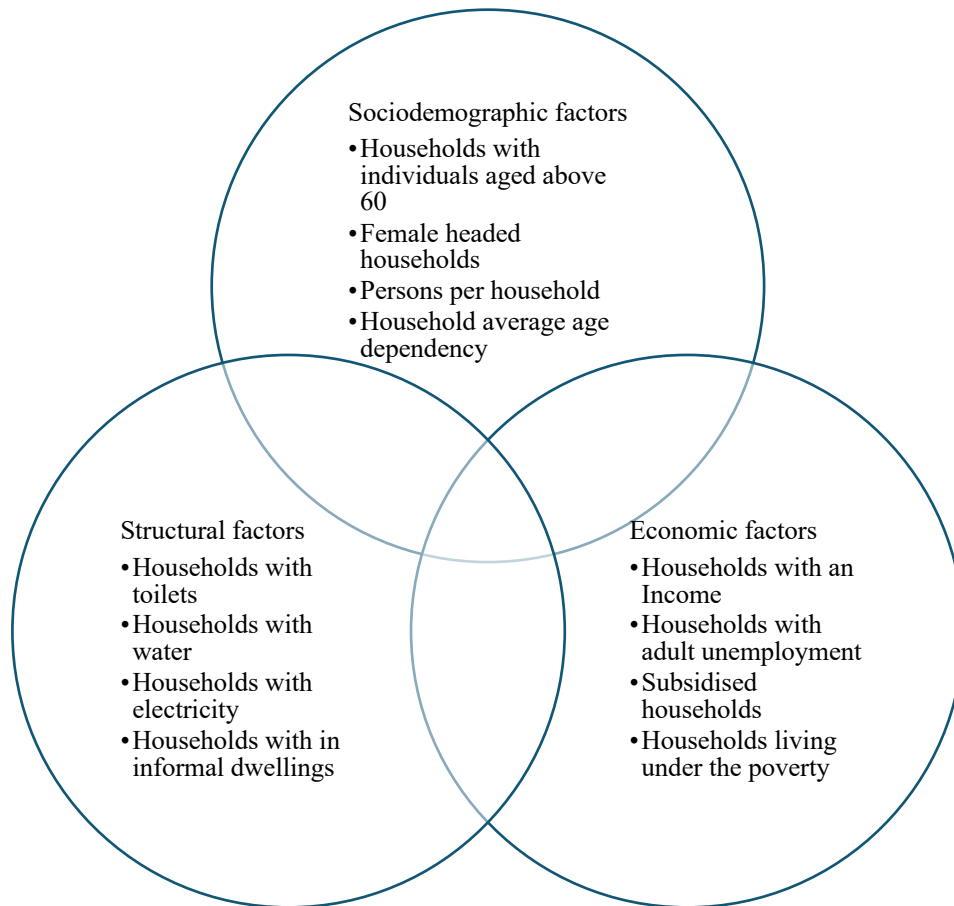 Sociodemographic factors
•Households with
individuals aged above
60
•Female headed
households
•Persons per household
•Household average age
dependency
Structural factors
•Households with
toilets
•Households with
water
•Households with
electricity
•Households with in
informal dwellings
Economic factors
•Households with an
Income
•Households with
adult unemployment
•Subsidised
households
•Households living
under the poverty